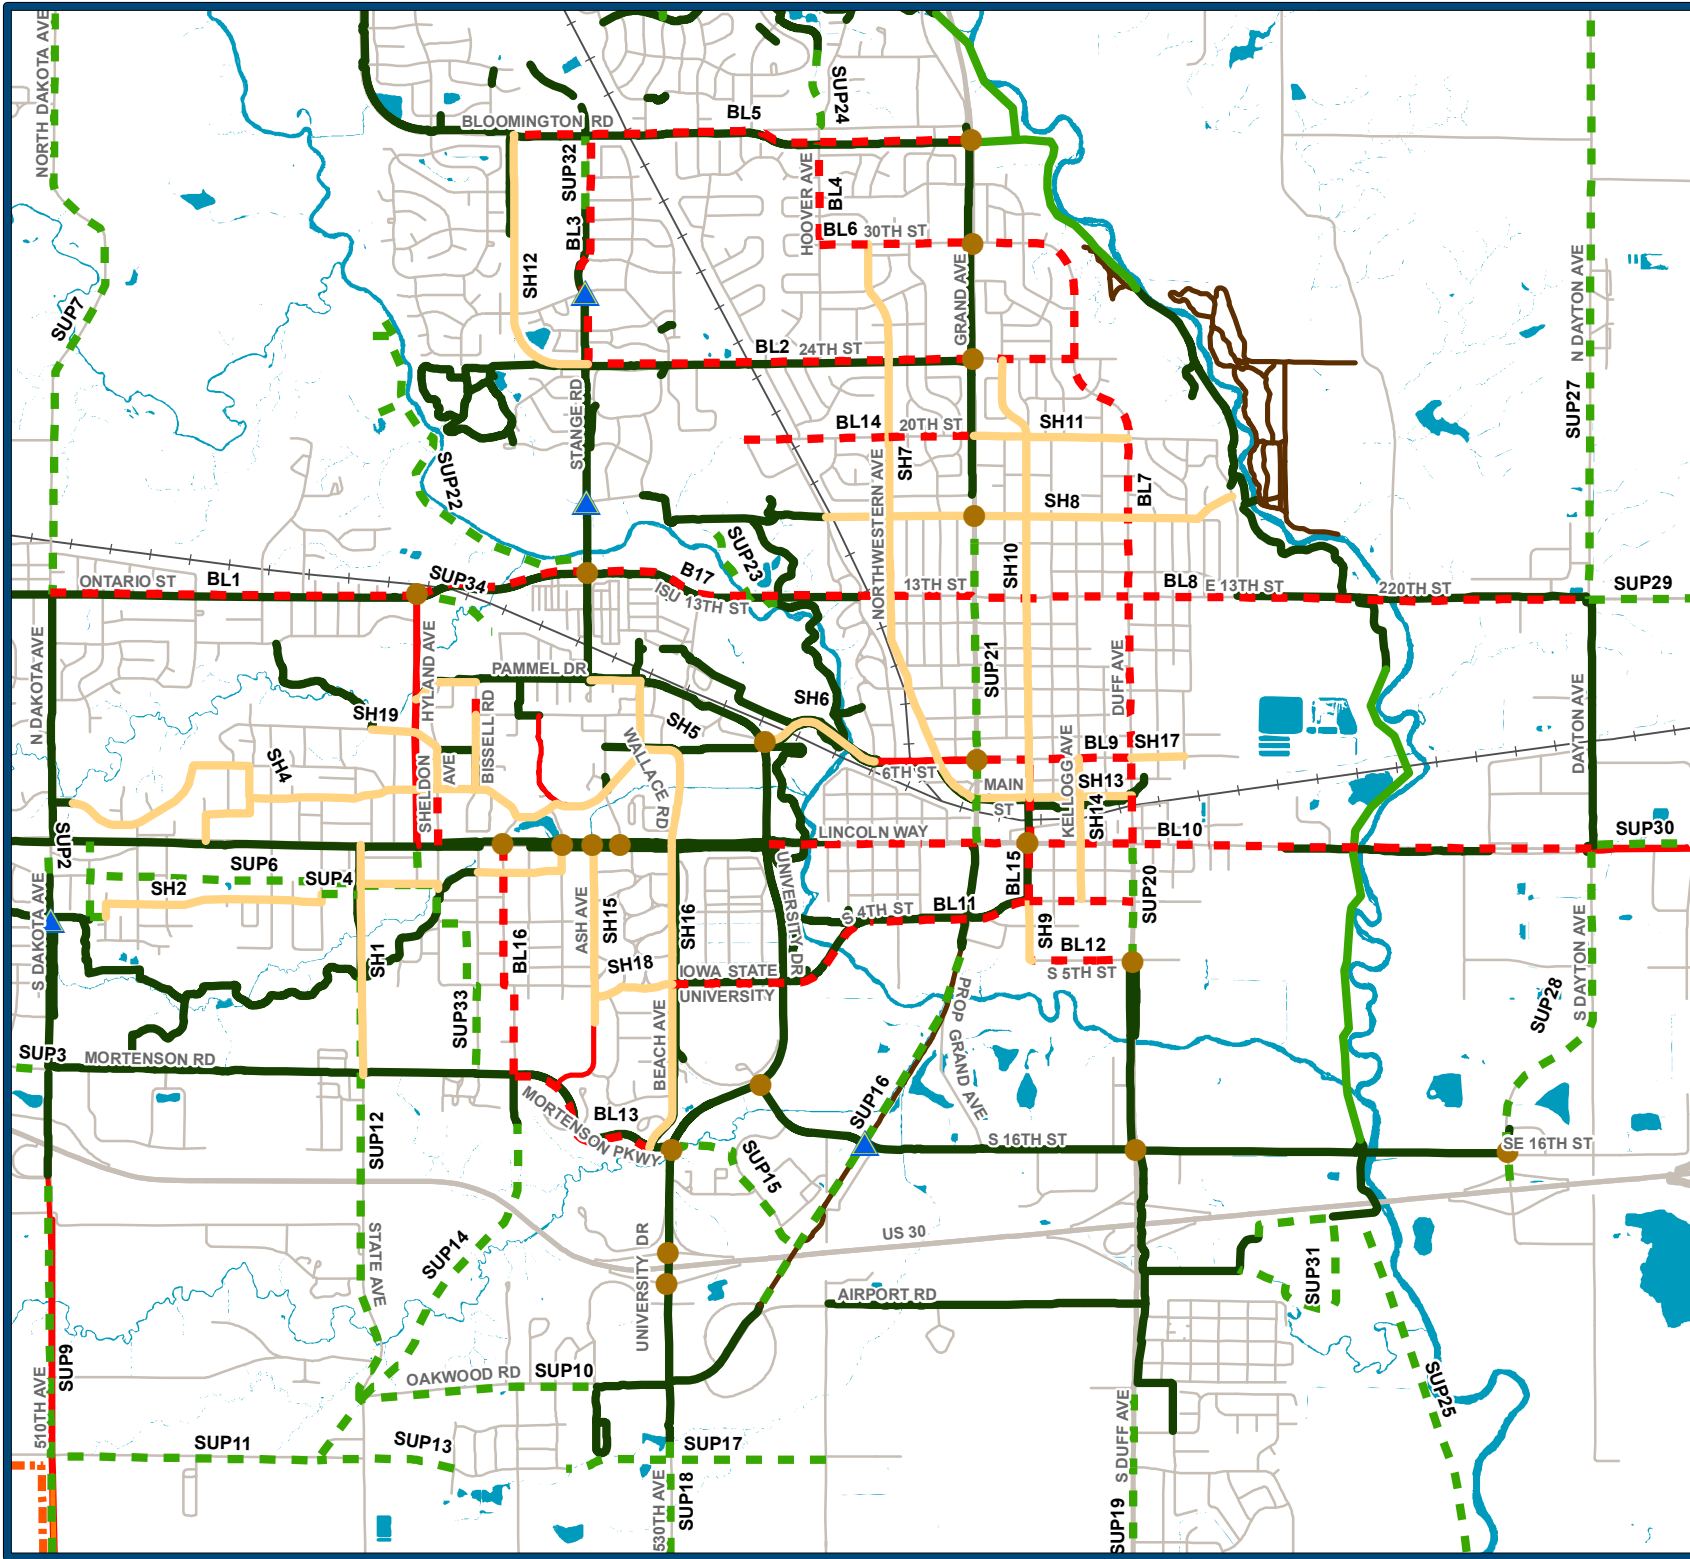 NORTH DAKOTA AVE
SUP24
BL5
BLOOMINGTON RD
SUP32
HOOVER AVE
BL4
BL3
BL6
30TH ST
SH12
GRAND AVE
N DAYTON AVE
SUP7
BL2
24TH ST
SUP27
STANGE RD
BL14
20TH ST
SH11
SUP22
SH7
BL7
NORTHWESTERN AVE
SH8
SUP23
SH10
ONTARIO ST
BL1
SUP34
B17
ISU 13TH ST
13TH ST
BL8
E 13TH ST
220TH ST
SUP29
N DAKOTA AVE
HYLAND AVE
PAMMEL DR
SUP21
DUFF AVE
SH6
BISSELL RD
SH19
SH5
DAYTON AVE
SH4
WALLACE RD
SHELDON
AVE
6TH ST
KELLOGG AVE
BL9
SH17
MAIN
ST
SH13
SH14
SUP2
LINCOLN WAY
BL10
SUP30
SUP6
SUP4
SH2
UNIVERSITY DR
BL15
SUP20
S DAKOTA AVE
SH1
BL16
ASH AVE
SH15
SH16
S 4TH ST
BL11
SH9
BL12
S 5TH ST
S DAYTON AVE
SH18
IOWA STATE
UNIVERSITY
SUP33
SUP28
PROP GRAND AVE
SUP3
MORTENSON RD
BEACH AVE
SUP16
MORTENSON PKWY
BL13
SUP12
SUP15
S 16TH ST
SE 16TH ST
US 30
STATE AVE
SUP14
UNIVERSITY DR
AIRPORT RD
SUP31
SUP9
510TH AVE
OAKWOOD RD
SUP10
SUP25
SUP11
SUP13
SUP17
S DUFF AVE
530TH AVE
SUP18
SUP19